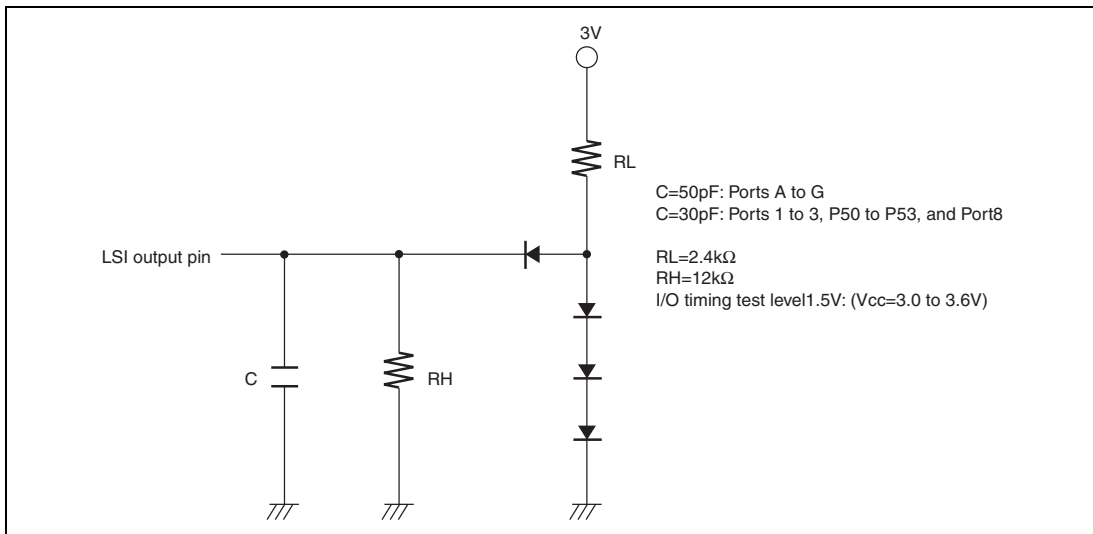 3V
RL
C=50pF: Ports A to G
C=30pF: Ports 1 to 3, P50 to P53, and Port8
LSI output pin
RL=2.4kΩ
RH=12kΩ
I/O timing test level1.5V: (Vcc=3.0 to 3.6V)
C
RH